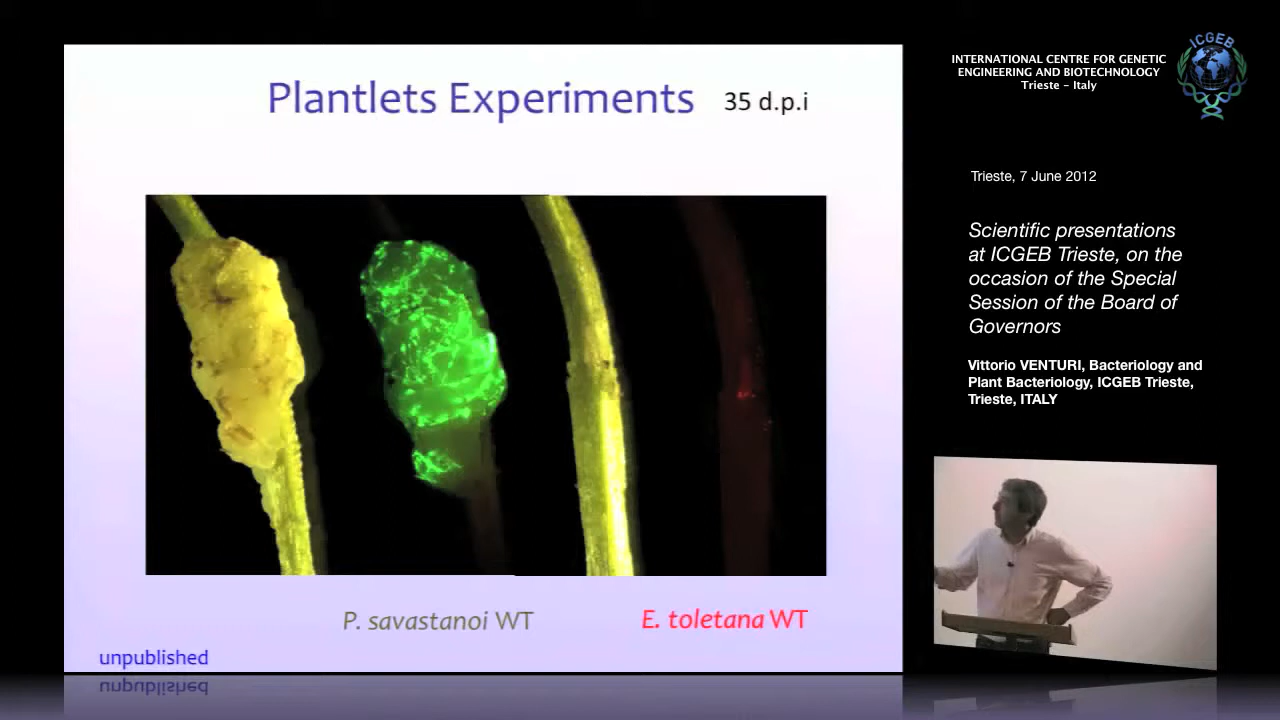 Plantlets Experiments 35 d.p.i
P. savastanoi WT
E. toletana WT
unpublished
unpublished
INTERNATIONAL CENTRE FOR GENETIC
ENGINEERING AND BIOTECHNOLOGY
Trieste - Italy
ICGEB
Trieste, 7 June 2012
Scientific presentations
at ICGEB Trieste, on the
occasion of the Special
Session of the Board of
Governors
Vittorio VENTURI, Bacteriology and
Plant Bacteriology, ICGEB Trieste,
Trieste, ITALY